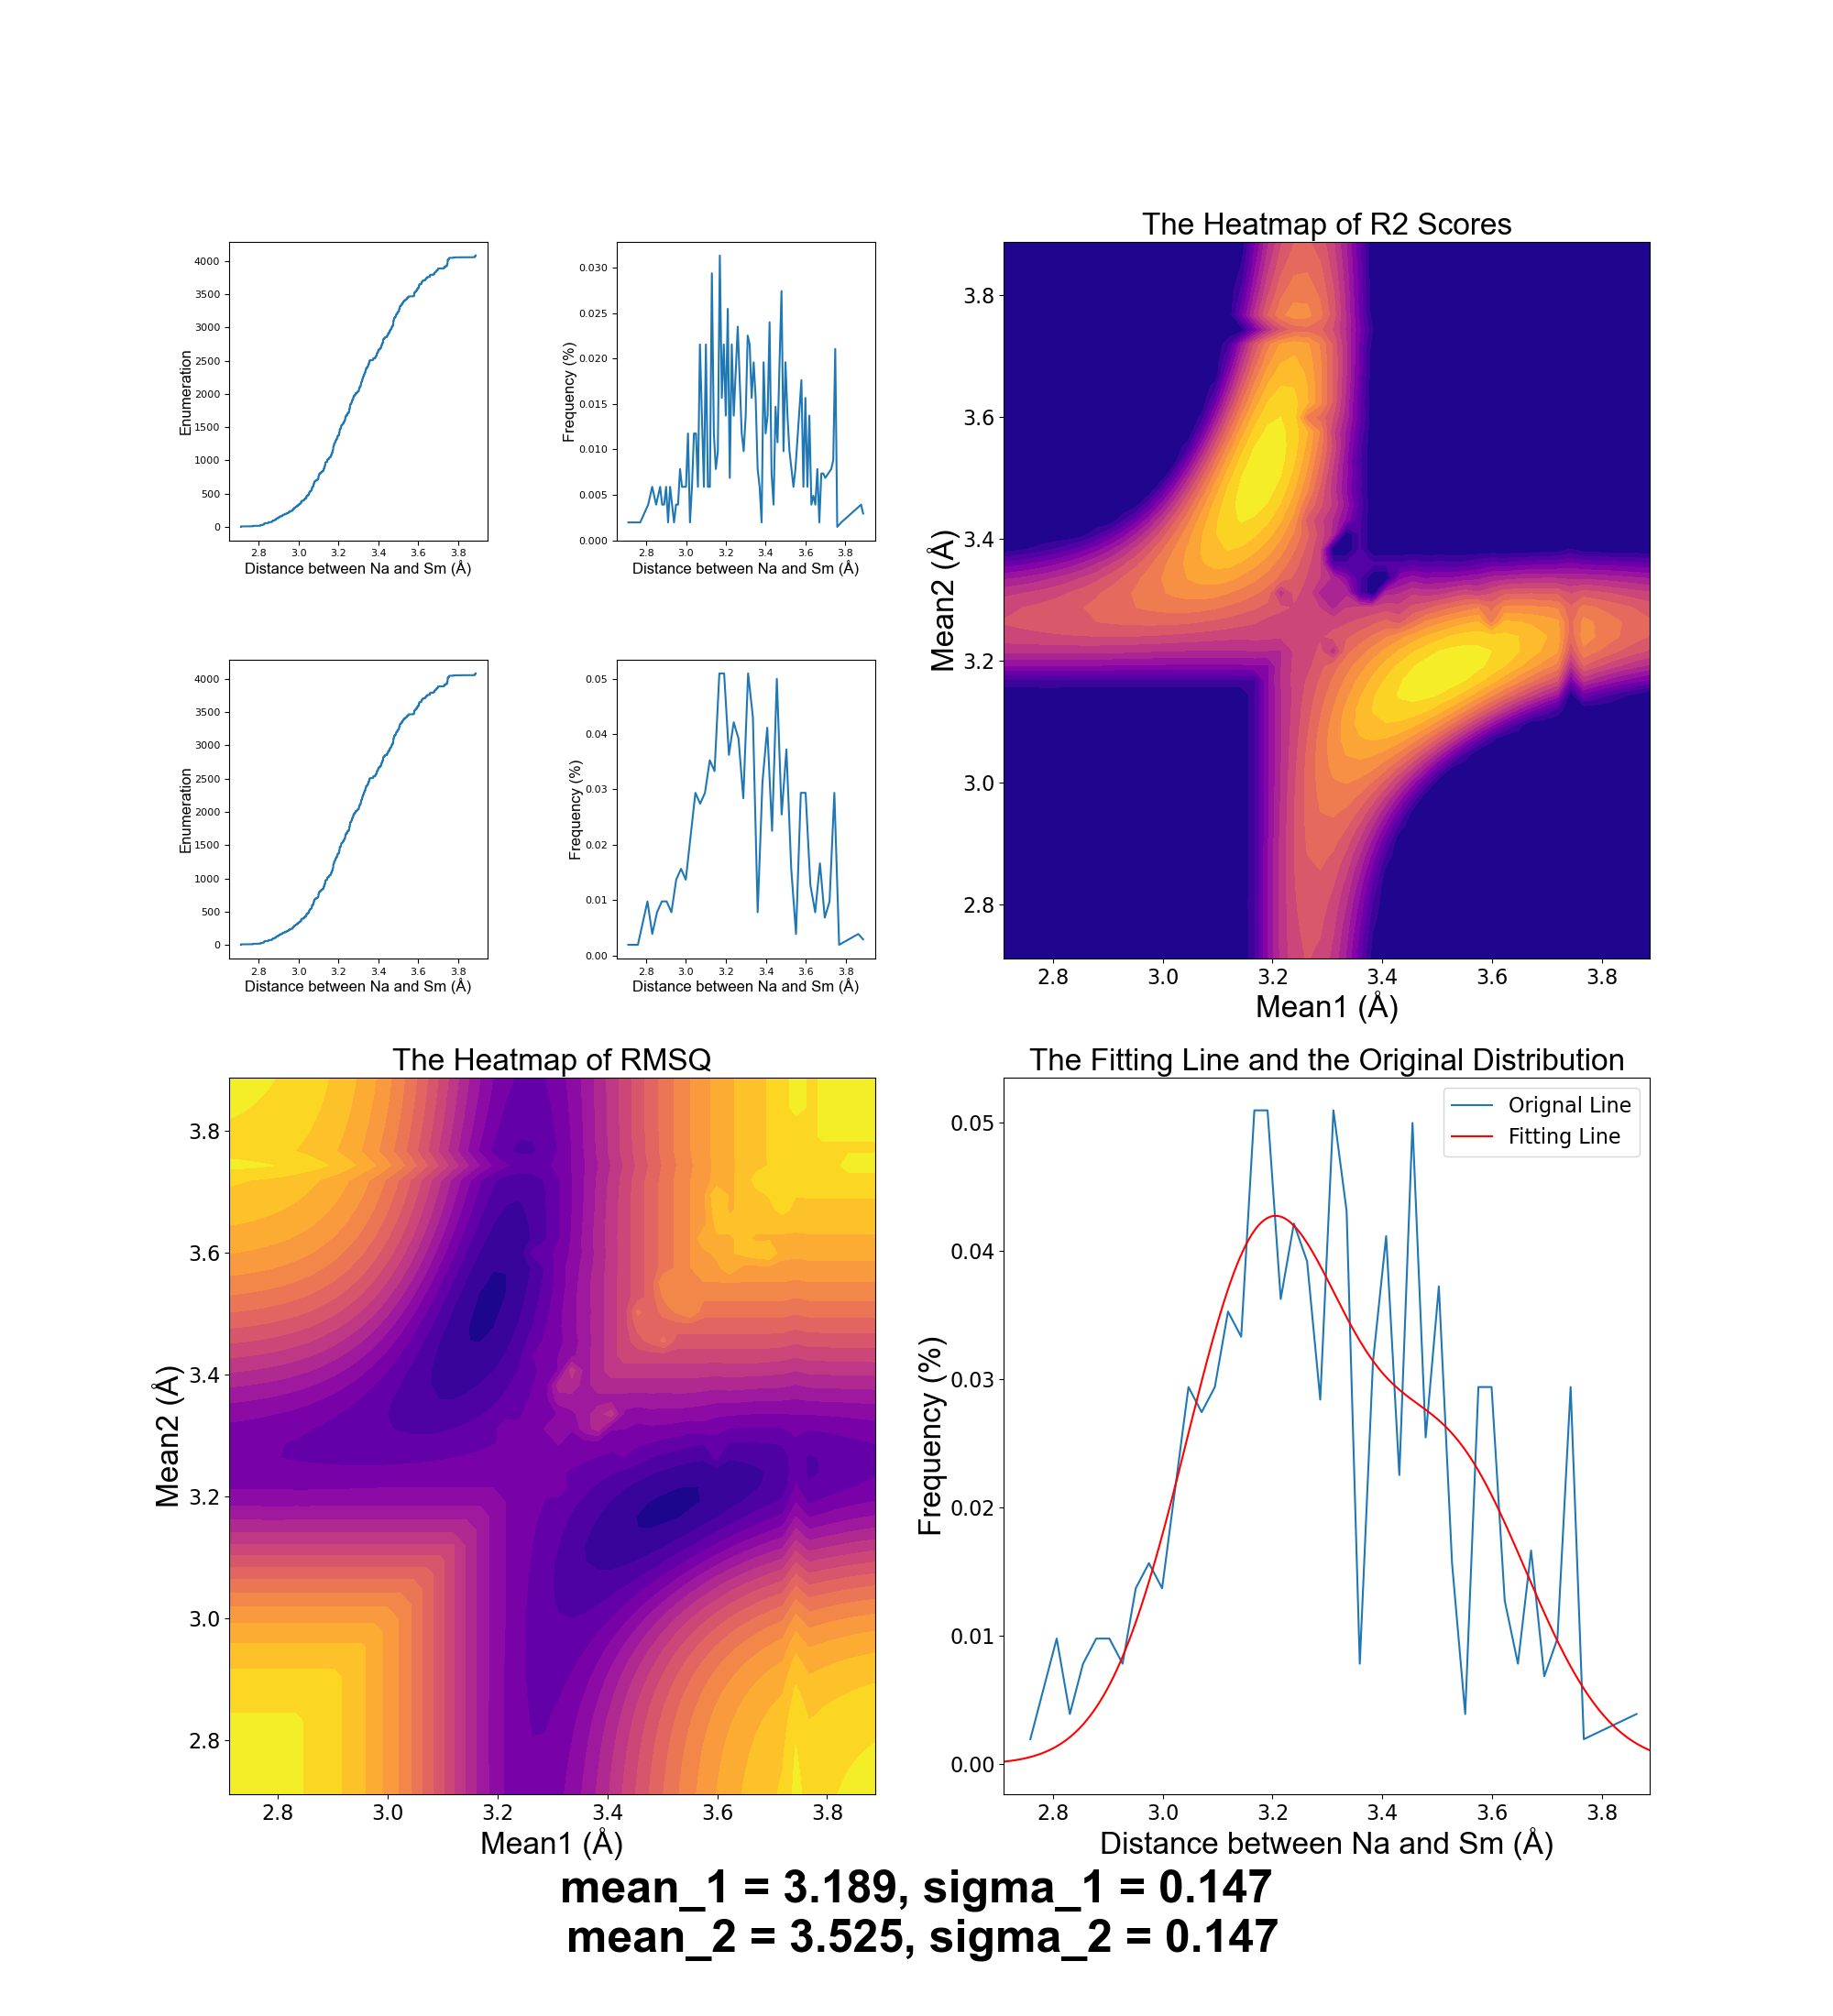 The Heatmap of R2 Scores
4000
3500
3000
2500
2000
1500
1000
500
0
Enumeration
2.8 3.0 3.2 3.4 3.6 3.8
Distance between Na and Sm (Å)
0.030
0.025
0.020
0.015
0.010
0.005
0.000
Frequency (%)
2.8 3.0 3.2 3.4 3.6 3.8
Distance between Na and Sm (Å)
3.8
3.6
3.4
3.2
3.0
2.8
Mean2 (Å)
2.8 3.0 3.2 3.4 3.6 3.8
Mean1 (Å)
4000
3500
3000
2500
2000
1500
1000
500
0
Enumeration
2.8 3.0 3.2 3.4 3.6 3.8
Distance between Na and Sm (Å)
0.05
0.04
0.03
0.02
0.01
0.00
Frequency (%)
2.8 3.0 3.2 3.4 3.6 3.8
Distance between Na and Sm (Å)
The Heatmap of RMSQ
3.8
3.6
3.4
3.2
3.0
2.8
Mean2 (Å)
2.8 3.0 3.2 3.4 3.6 3.8
Mean1 (Å)
The Fitting Line and the Original Distribution
Orignal Line
Fitting Line
0.05
0.04
0.03
0.02
0.01
0.00
Frequency (%)
2.8 3.0 3.2 3.4 3.6 3.8
Distance between Na and Sm (Å)
mean_1 = 3.189, sigma_1 = 0.147
mean_2 = 3.525, sigma_2 = 0.147